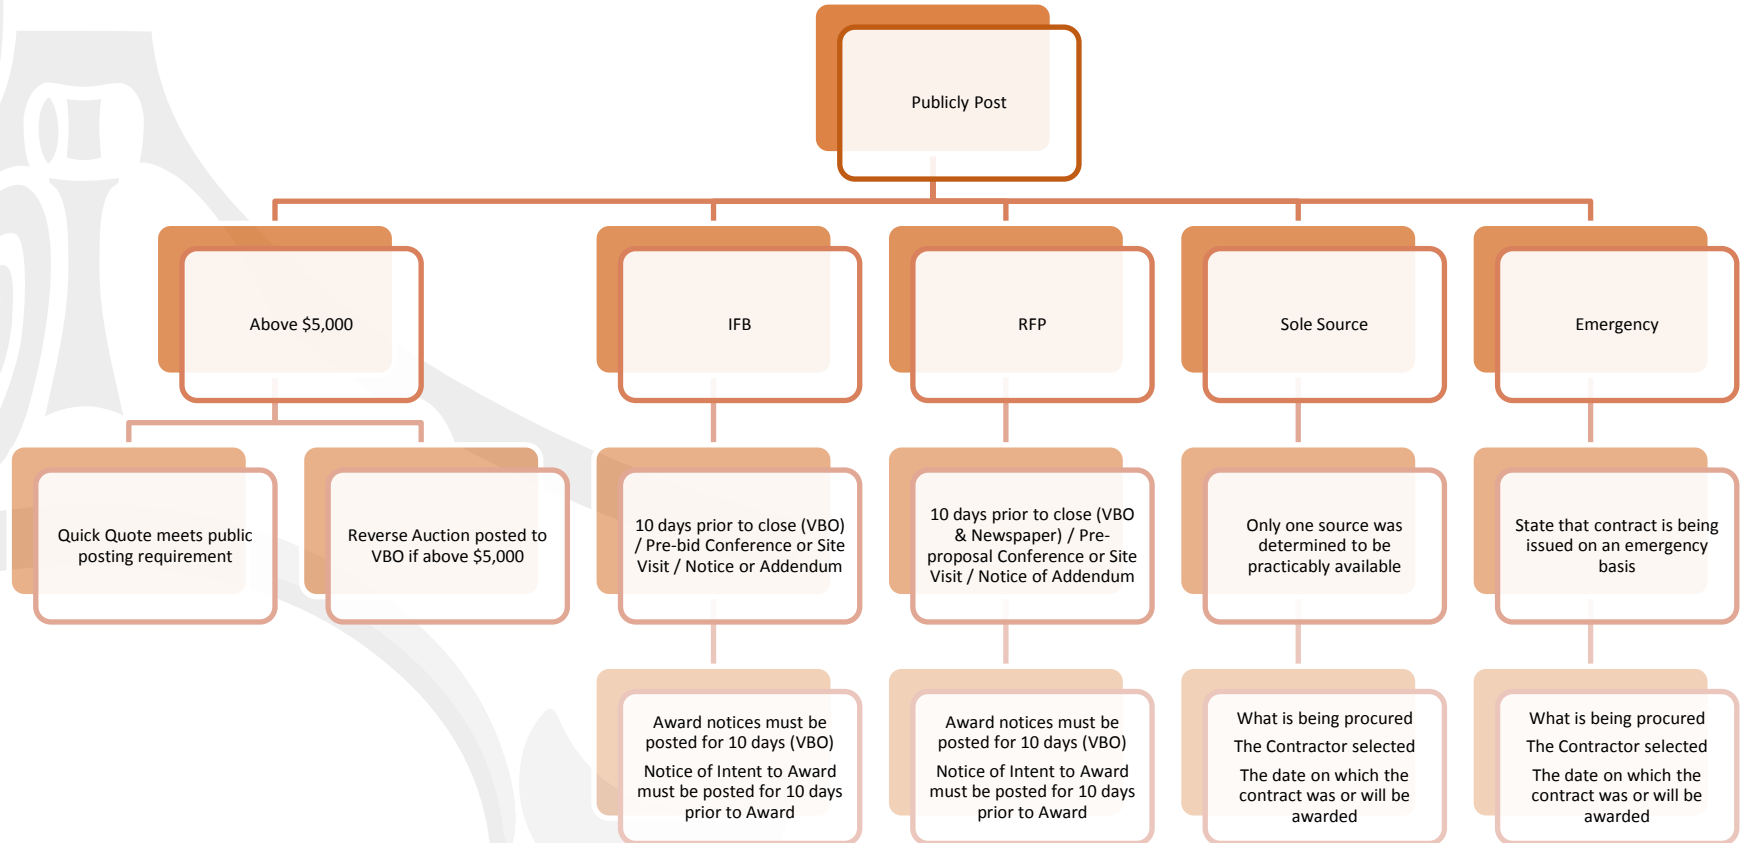 Publicly Post
Above $5,000
IFB
RFP
Sole Source
Emergency
Quick Quote meets public
posting requirement
Reverse Auction posted to
VBO if above $5,000
10 days prior to close (VBO)
/ Pre-bid Conference or Site
Visit / Notice or Addendum
10 days prior to close (VBO
& Newspaper) / Pre-
proposal Conference or Site
Visit / Notice of Addendum
Only one source was
determined to be
practicably available
State that contract is being
issued on an emergency
basis
Award notices must be
posted for 10 days (VBO)
Notice of Intent to Award
must be posted for 10 days
prior to Award
Award notices must be
posted for 10 days (VBO)
Notice of Intent to Award
must be posted for 10 days
prior to Award
What is being procured
The Contractor selected
The date on which the
contract was or will be
awarded
What is being procured
The Contractor selected
The date on which the
contract was or will be
awarded